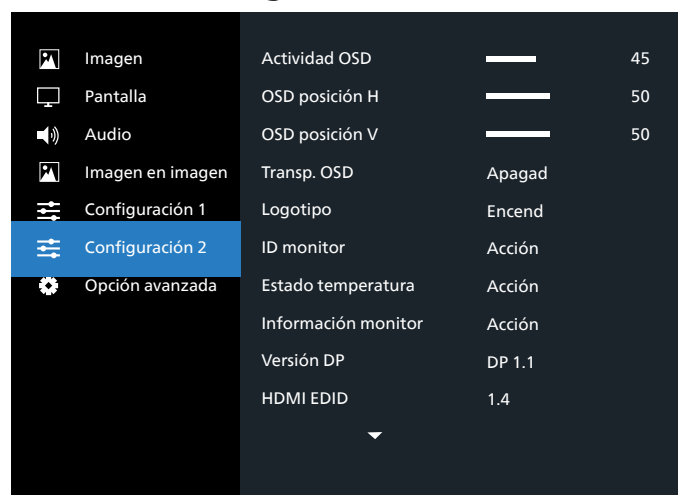 Imagen
Pantalla
Audio
Imagen en imagen
Configuración 1
Configuración 2
Opción avanzada
Actividad OSD 45
OSD posición H 50
OSD posición V 50
Transp. OSD Apagad
Logotipo Encend
ID monitor Acción
Estado temperatura Acción
Información monitor Acción
Versión DP DP 1.1
HDMI EDID 1.4